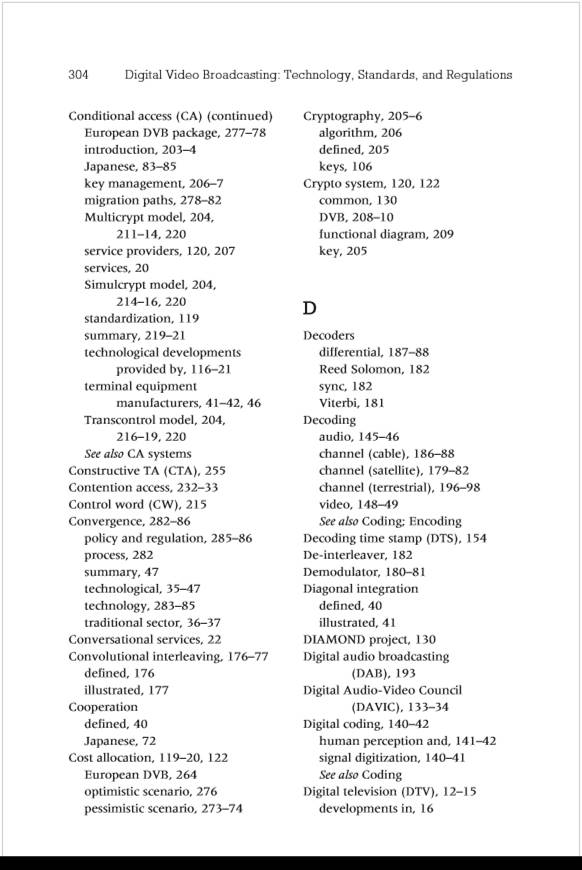 304 Digital Video Broadcasting: Technology, Standards, and Regulations
Conditional access (CA) (continued)
European DVB package, 277–78
introduction, 203–4
Japanese, 83–85
key management, 206–7
migration paths, 278–82
Multicrypt model, 204,
211–14, 220
service providers, 120, 207
services, 20
Simulcrypt model, 204,
214–16, 220
standardization, 119
summary, 219–21
technological developments
provided by, 116–21
terminal equipment
manufacturers, 41–42, 46
Transcontrol model, 204,
216–19, 220
See also CA systems
Constructive TA (CTA), 255
Contention access, 232–33
Control word (CW), 215
Convergence, 282–86
policy and regulation, 285–86
process, 282
summary, 47
technological, 35–47
technology, 283–85
traditional sector, 36–37
Conversational services, 22
Convolutional interleaving, 176–77
defined, 176
illustrated, 177
Cooperation
defined, 40
Japanese, 72
Cost allocation, 119–20, 122
European DVB, 264
optimistic scenario, 276
pessimistic scenario, 273–74
Cryptography, 205–6
algorithm, 206
defined, 205
keys, 106
Crypto system, 120, 122
common, 130
DVB, 208–10
functional diagram, 209
key, 205
D
Decoders
differential, 187–88
Reed Solomon, 182
sync, 182
Viterbi, 181
Decoding
audio, 145–46
channel (cable), 186–88
channel (satellite), 179–82
channel (terrestrial), 196–98
video, 148–49
See also Coding; Encoding
Decoding time stamp (DTS), 154
De-interleaver, 182
Demodulator, 180–81
Diagonal integration
defined, 40
illustrated, 41
DIAMOND project, 130
Digital audio broadcasting
(DAB), 193
Digital Audio-Video Council
(DAVIC), 133–34
Digital coding, 140–42
human perception and, 141–42
signal digitization, 140–41
See also Coding
Digital television (DTV), 12–15
developments in, 16